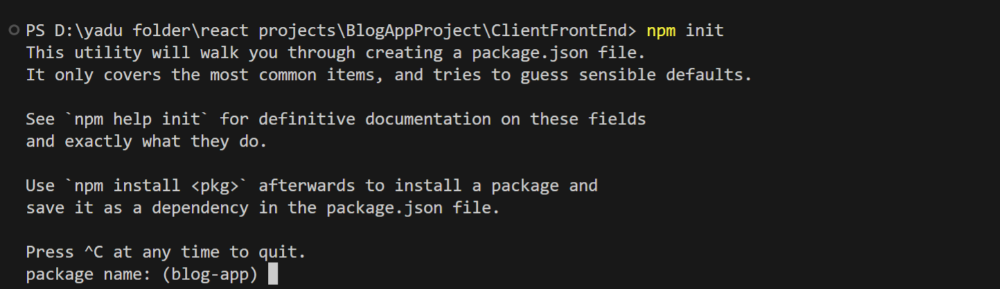 PS D:\yadu folder\react projects\BlogAppProject\ClientFrontEnd> npm init
This utility will walk you through creating a package.json file.
It only covers the most common items, and tries to guess sensible defaults.
See `npm help init` for definitive documentation on these fields
and exactly what they do.
Use `npm install <pkg>` afterwards to install a package and
save it as a dependency in the package.json file.
Press ^C at any time to quit.
package name: (blog-app)